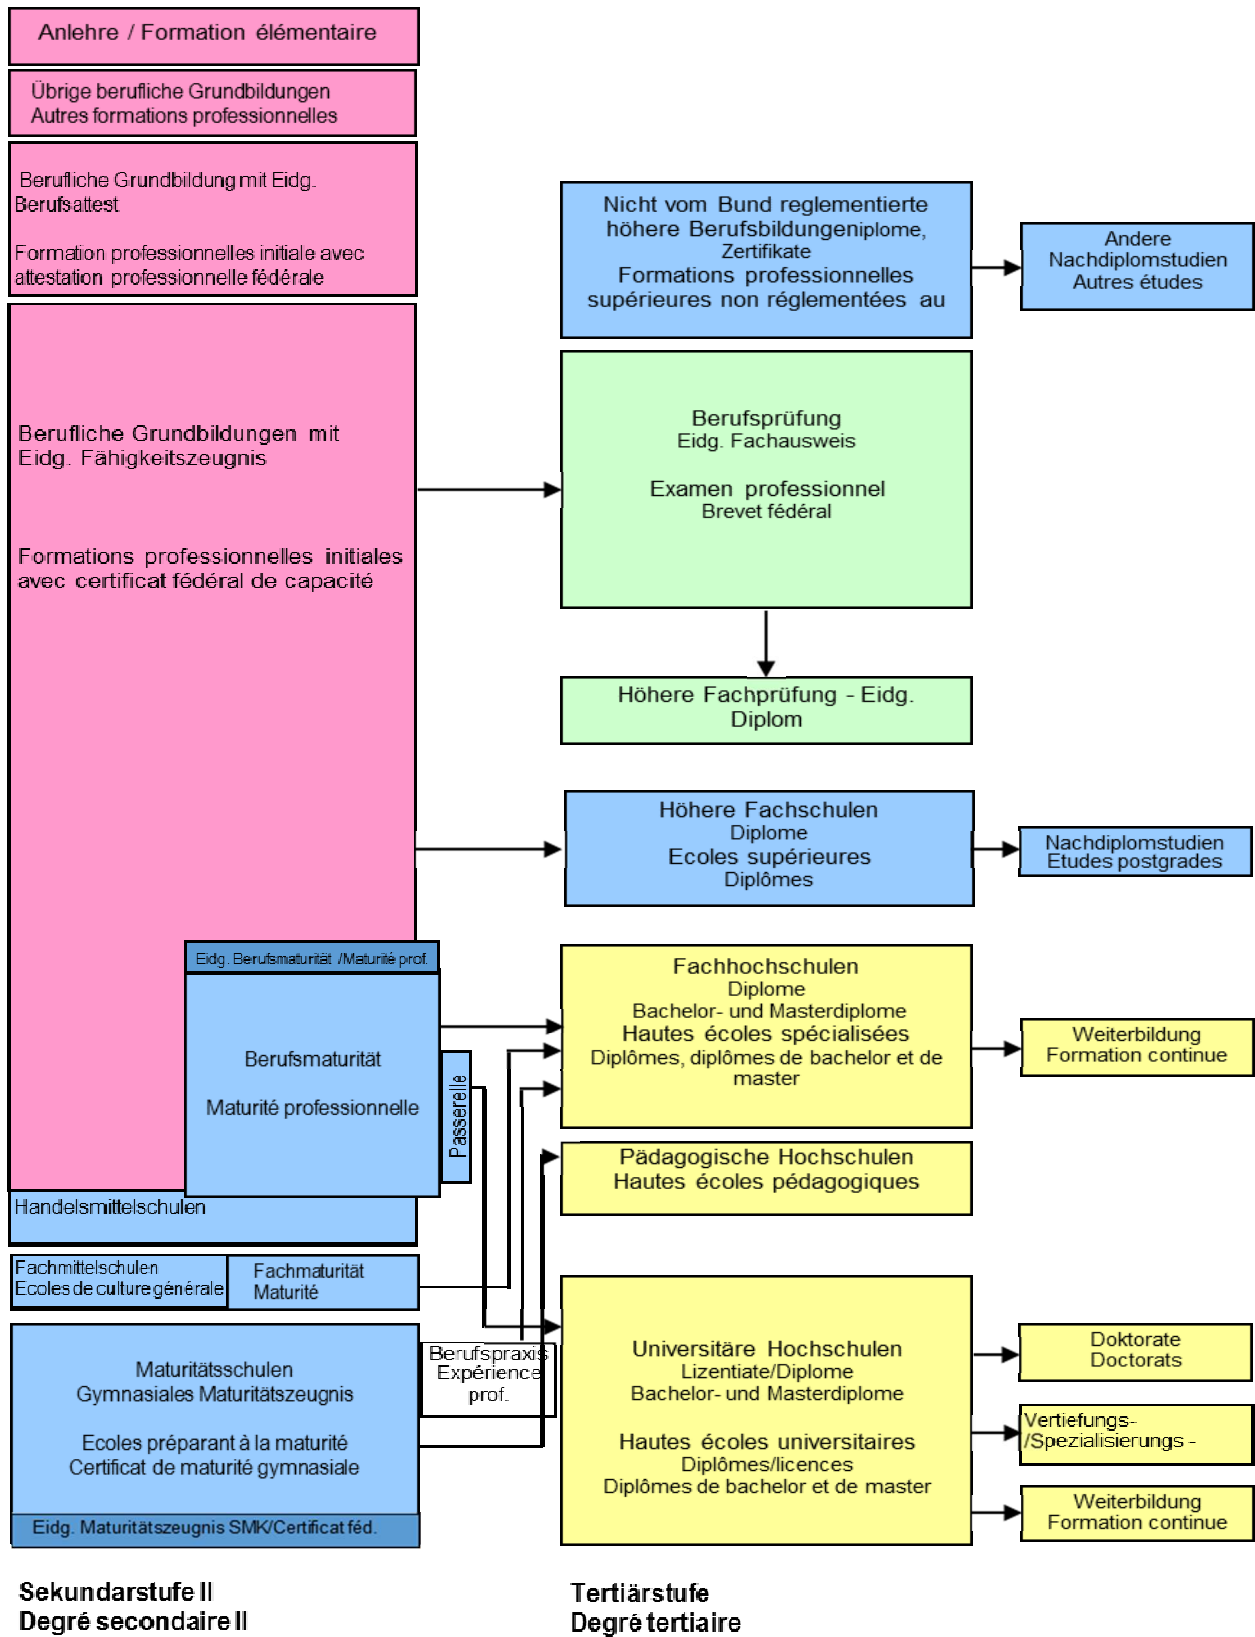 Anlehre / Formation élémentaire
Übrige berufliche Grundbildungen
Autres formations professionnelles
Berufliche Grundbildung mit Eidg.
Berufsattest
Formation professionnelles initiale avec
attestation professionnelle fédérale
Berufliche Grundbildungen mit
Eidg. Fähigkeitszeugnis
Formations professionnelles initiales
avec certificat fédéral de capacité
Eidg. Berufsmaturität /Maturité prof.
Berufsmaturität
Maturité professionnelle
Passerelle
Handelsmittelschulen
Fachmittelschulen
Ecoles de culture générale
Fachmaturität
Maturité
Maturitätsschulen
Gymnasiales Maturitätszeugnis
Ecoles préparant à la maturité
Certificat de maturité gymnasiale
Eidg. Maturitätszeugnis SMK/Certificat féd.
Berufspraxis
Expérience
prof.
Sekundarstufe II
Degré secondaire II
Nicht vom Bund reglementierte
höhere Berufsbildungeniplome,
Zertifikate
Formations professionnelles
supérieures non réglementées au
Andere
Nachdiplomstudien
Autres études
Berufsprüfung
Eidg. Fachausweis
Examen professionnel
Brevet fédéral
Höhere Fachprüfung - Eidg.
Diplom
Höhere Fachschulen
Diplome
Ecoles supérieures
Diplômes
Nachdiplomstudien
Etudes postgrades
Fachhochschulen
Diplome
Bachelor- und Masterdiplome
Hautes écoles spécialisées
Diplômes, diplômes de bachelor et de
master
Weiterbildung
Formation continue
Pädagogische Hochschulen
Hautes écoles pédagogiques
Universitäre Hochschulen
Lizentiate/Diplome
Bachelor- und Masterdiplome
Hautes écoles universitaires
Diplômes/licences
Diplômes de bachelor et de master
Doktorate
Doctorats
Vertiefungs-
/Spezialisierungs -
Weiterbildung
Formation continue
Tertiärstufe
Degré tertiaire